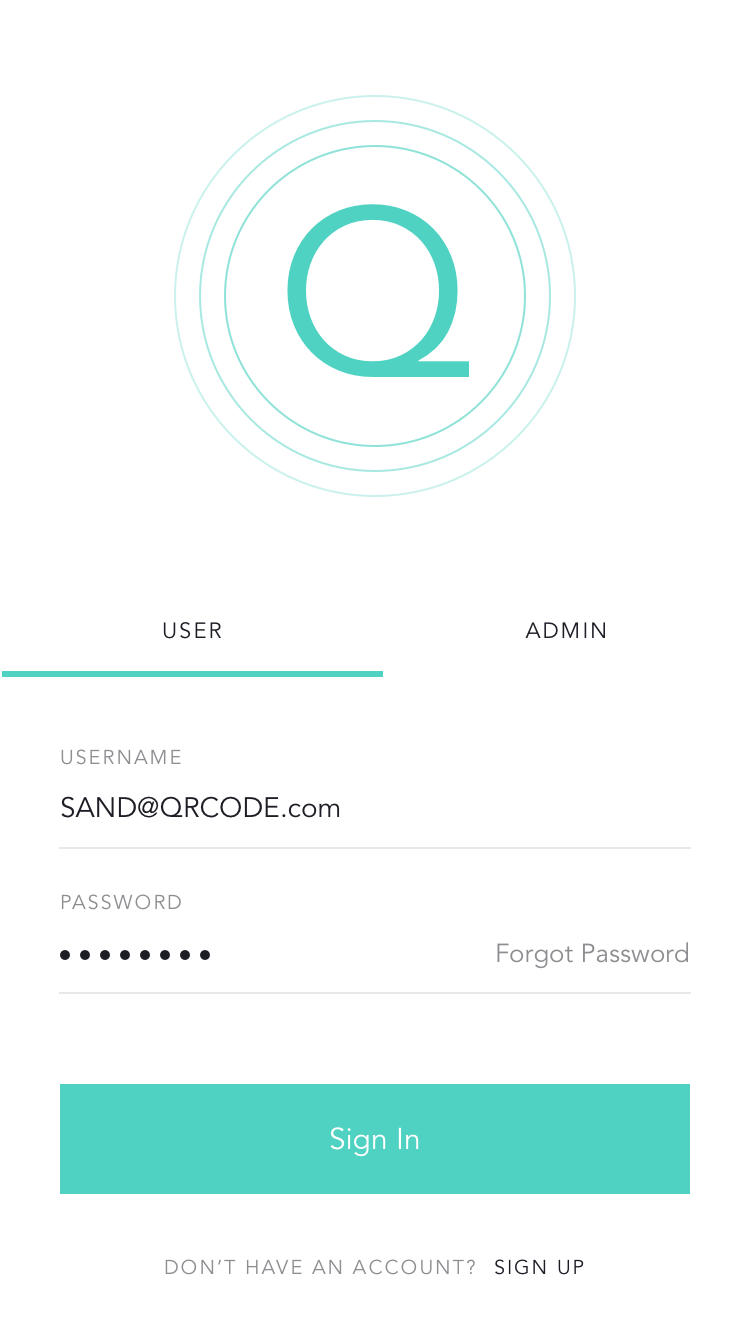 Q
USER ADMIN
USERNAME
SAND@QRCODE.com
PASSWORD
•••••••• Forgot Password
Sign In
DON’T HAVE AN ACCOUNT? SIGN UP